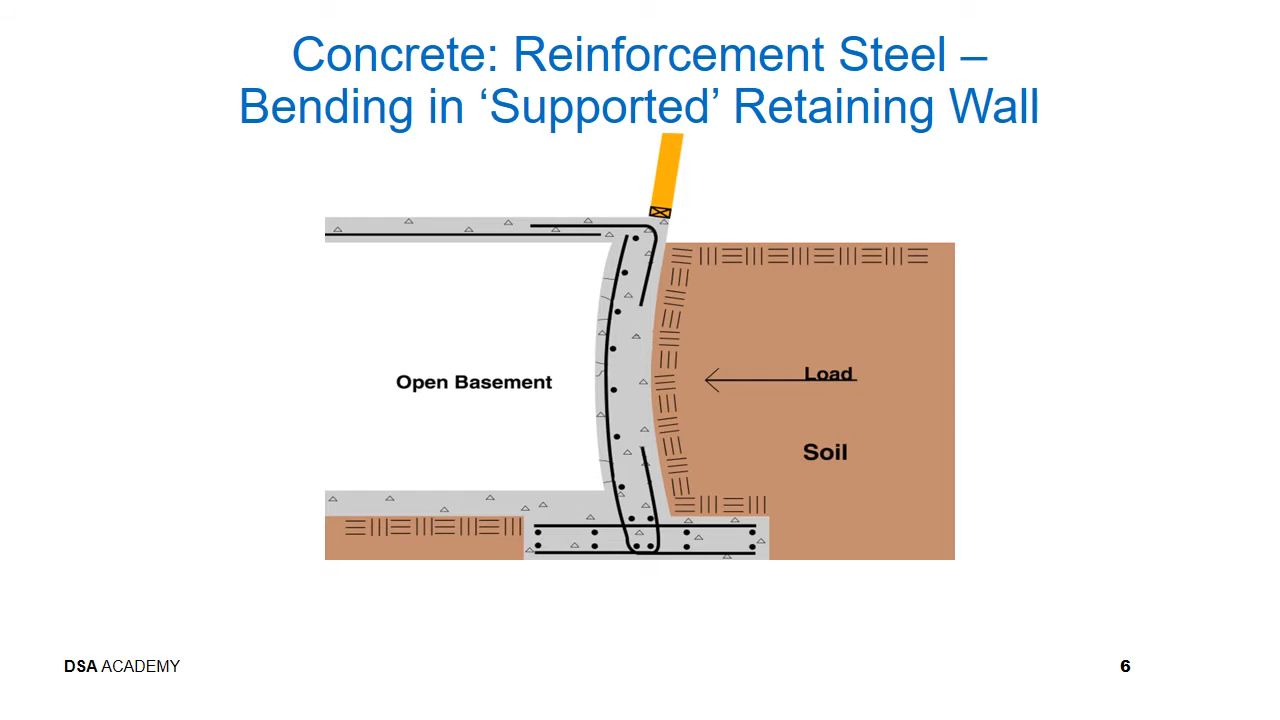 Concrete: Reinforcement Steel –
Bending in ‘Supported’ Retaining Wall
Open Basement
Load
Soil
DSA ACADEMY
6